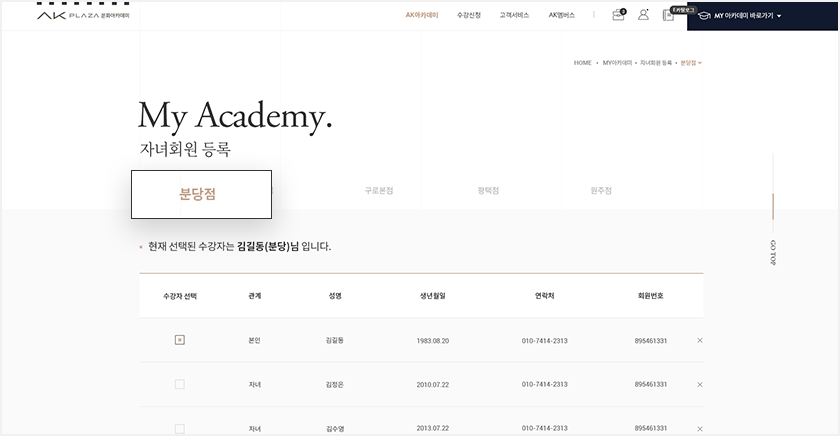 AK PLAZA 문화아카데미
AK아카데미 수강신청 고객서비스 AK멤버스
3
E카탈로그
MY 아카데미 바로가기
HOME • MY아카데미 • 자녀회원 등록 • 분당점
My Academy.
자녀회원 등록
분당점 구로본점 평택점 원주점
현재 선택된 수강자는 김길동(분당)님 입니다.
GO TOP
수강자 선택 관계 성명 생년월일 연락처 회원번호
본인 김길동 1983.08.20 010-7414-2313 895461331 ×
자녀 김정은 2010.07.22 010-7414-2313 895461331 ×
자녀 김수영 2013.07.22 010-7414-2313 895461331 ×